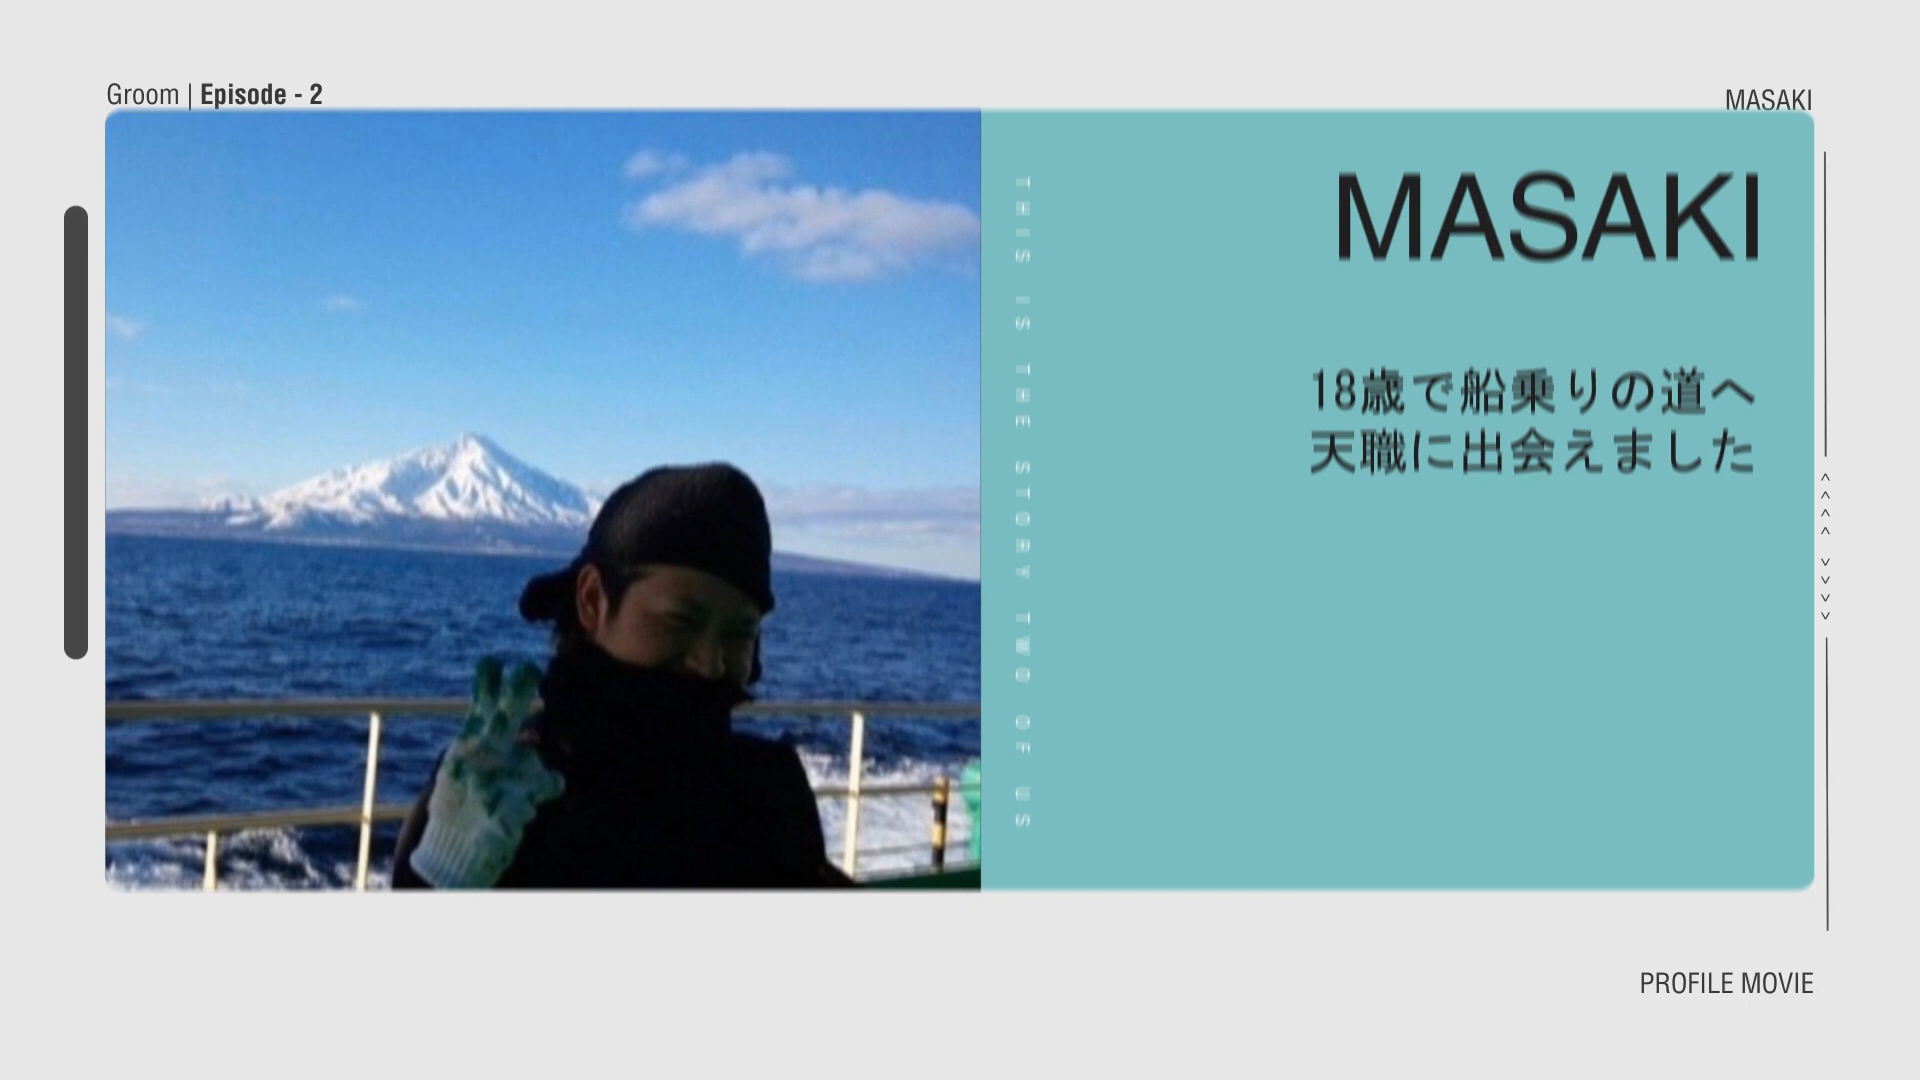 Groom | Episode - 2
MASAKI
THIS IS THE STORY TWO OF US
MASAKI
18歳で船乗りの道へ
天職に出会えました
^^^^ ^^^^
PROFILE MOVIE